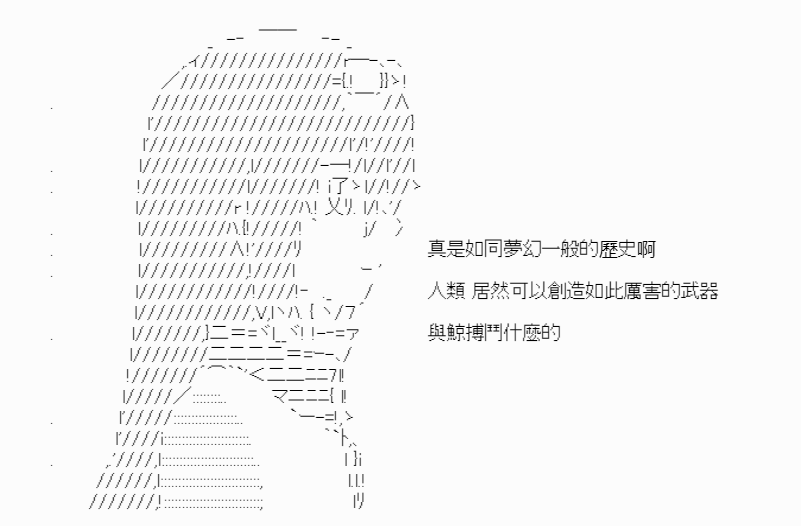 真是如同夢幻一般的歷史啊
人類 居然可以創造如此厲害的武器
與鯨搏鬥什麼的